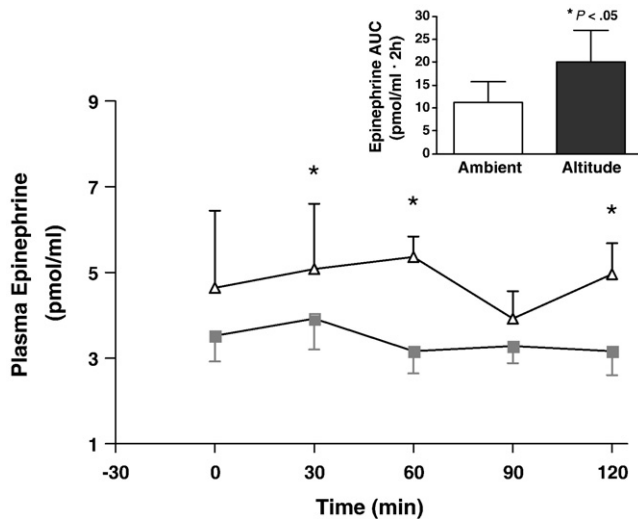 * P < .05
Epinephrine AUC
(pmol/ml · 2h)
30
25
20
15
10
5
0
Ambient Altitude
Plasma Epinephrine
(pmol/ml)
9
7
5
3
1
* * *
-30 0 30 60 90 120
Time (min)